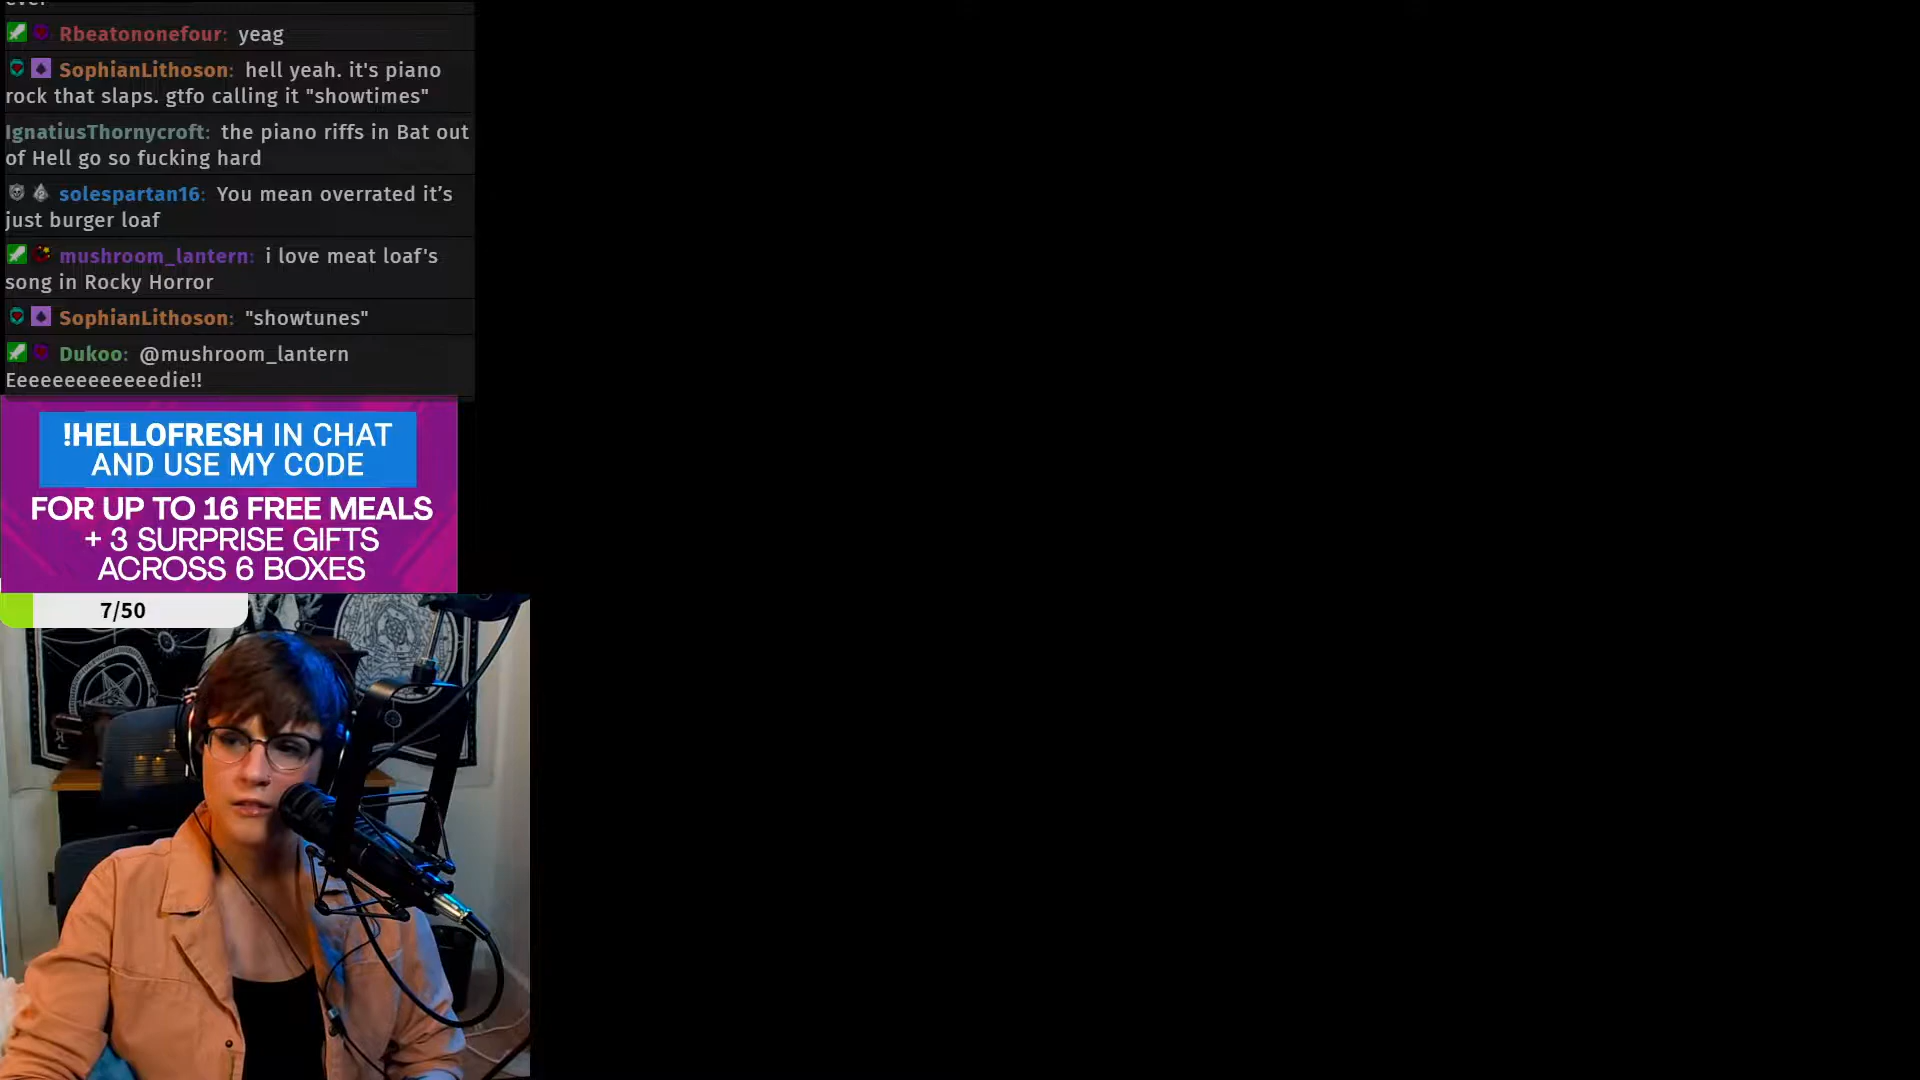 Rbeatononefour: yeag
SophianLithoson: hell yeah. it's piano
rock that slaps. gtfo calling it "showtimes"
IgnatiusThornycroft: the piano riffs in Bat out
of Hell go so fucking hard
solespartan16: You mean overrated it’s
just burger loaf
mushroom_lantern: i love meat loaf's
song in Rocky Horror
SophianLithoson: "showtunes"
Dukoo: @mushroom_lantern
Eeeeeeeeeeeeedie!!
!HELLOFRESH IN CHAT
AND USE MY CODE
FOR UP TO 16 FREE MEALS
+ 3 SURPRISE GIFTS
ACROSS 6 BOXES
7/50